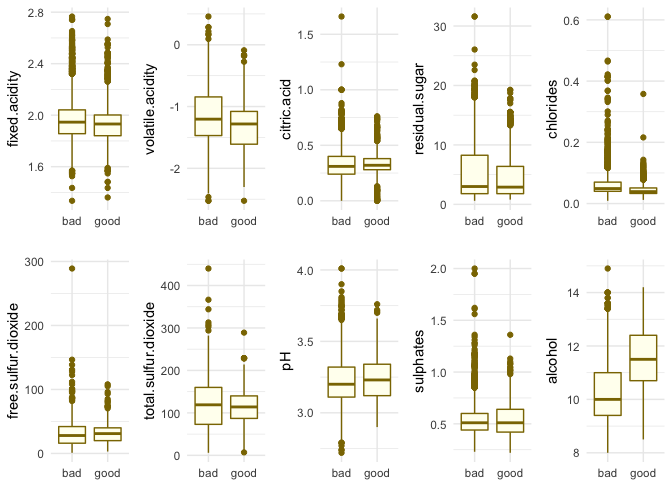 fixed.acidity
2.8
2.4
2.0
1.6
bad good
volatile.acidity
0
-1
-2
bad good
citric.acid
1.5
1.0
0.5
0.0
bad good
residual.sugar
30
20
10
0
bad good
chlorides
0.6
0.4
0.2
0.0
bad good
free.sulfur.dioxide
300
200
100
0
bad good
total.sulfur.dioxide
400
300
200
100
0
bad good
pH
4.0
3.5
3.0
bad good
sulphates
2.0
1.5
1.0
0.5
bad good
alcohol
14
12
10
8
bad good